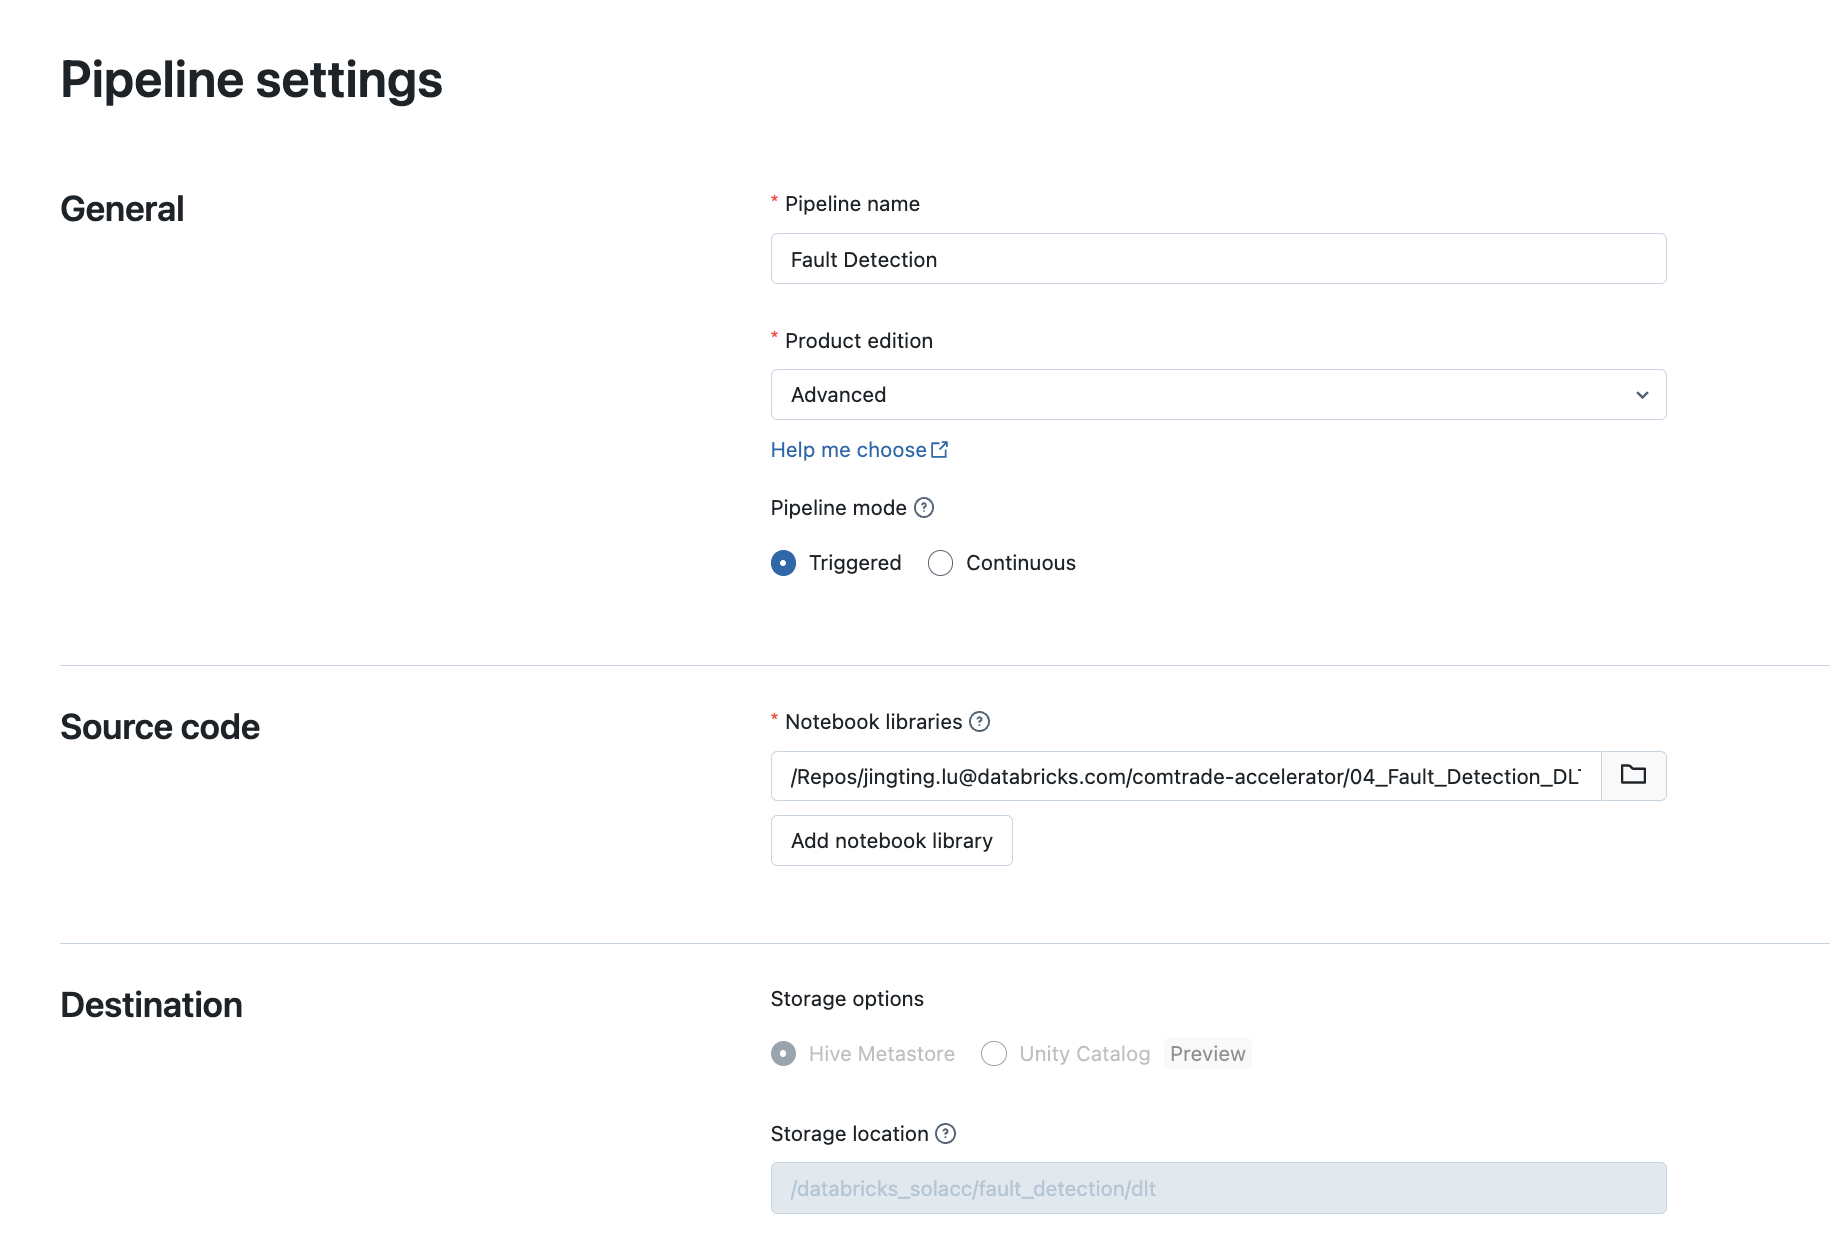 Pipeline settings
General
* Pipeline name
Fault Detection
* Product edition
Advanced
Help me choose
Pipeline mode ?
Triggered Continuous
Source code
* Notebook libraries ?
/Repos/jingting.lu@databricks.com/comtrade-accelerator/04_Fault_Detection_DL
Add notebook library
Destination
Storage options
Hive Metastore Unity Catalog Preview
Storage location ?
/databricks_solacc/fault_detection/dlt